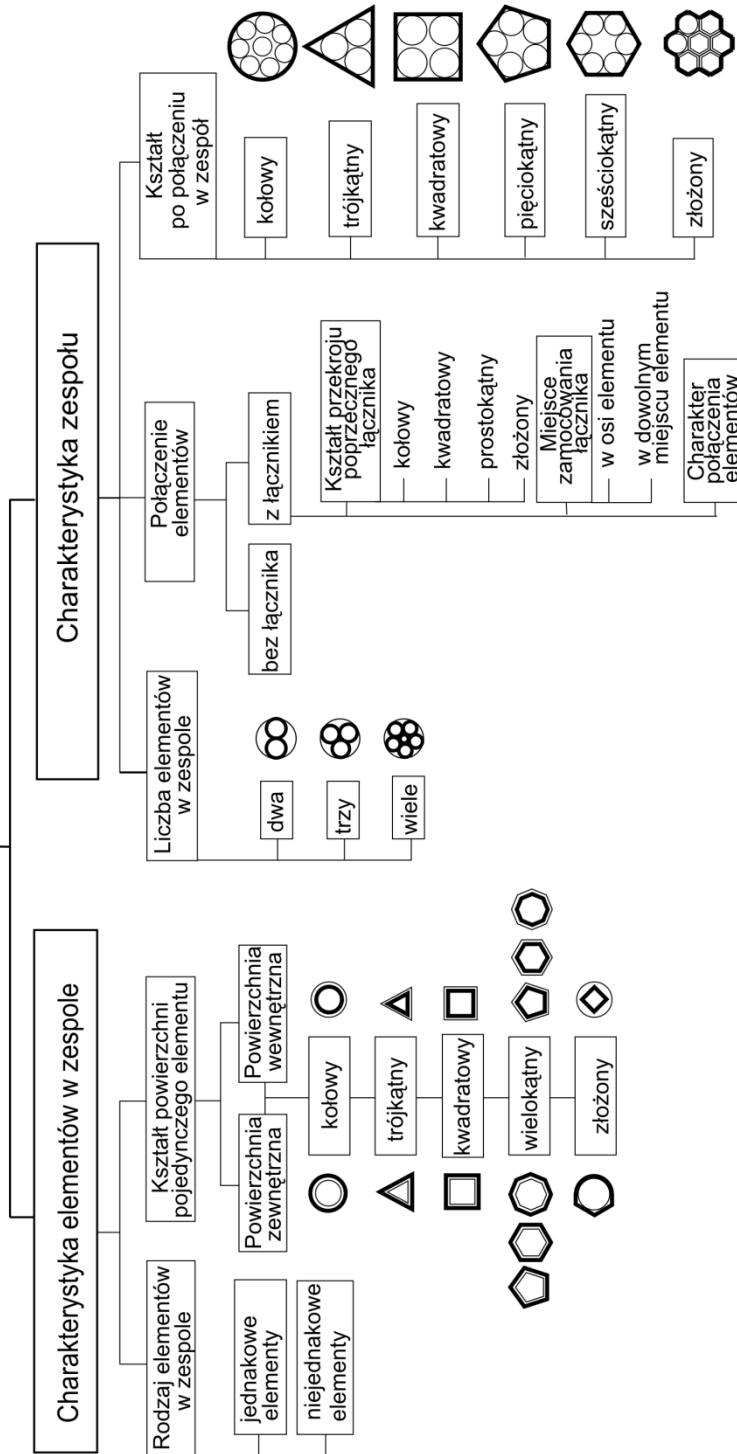 Charakterystyka elementów w zespole
Rodzaj elementów
w zespole
jednakowe
elementy
niejednakowe
elementy
Kształt powierzchni
pojedynczego elementu
Powierzchnia
zewnętrzna
Powierzchnia
wewnętrzna
kołowy
trójkątny
kwadratowy
wielokątny
złożony
Charakterystyka zespołu
Liczba elementów
w zespole
dwa
trzy
wiele
Połączenie
elementów
bez łącznika
z łącznikiem
Kształt przekroju
poprzecznego
łącznika
kołowy
kwadratowy
prostokątny
złożony
Miejsce
zamocowania
łącznika
w osi elementu
w dowolnym
miejscu elementu
Charakter
połączenia
elementów
Kształt
po połączeniu
w zespół
kołowy
trójkątny
kwadratowy
pięciokątny
sześciokątny
złożony